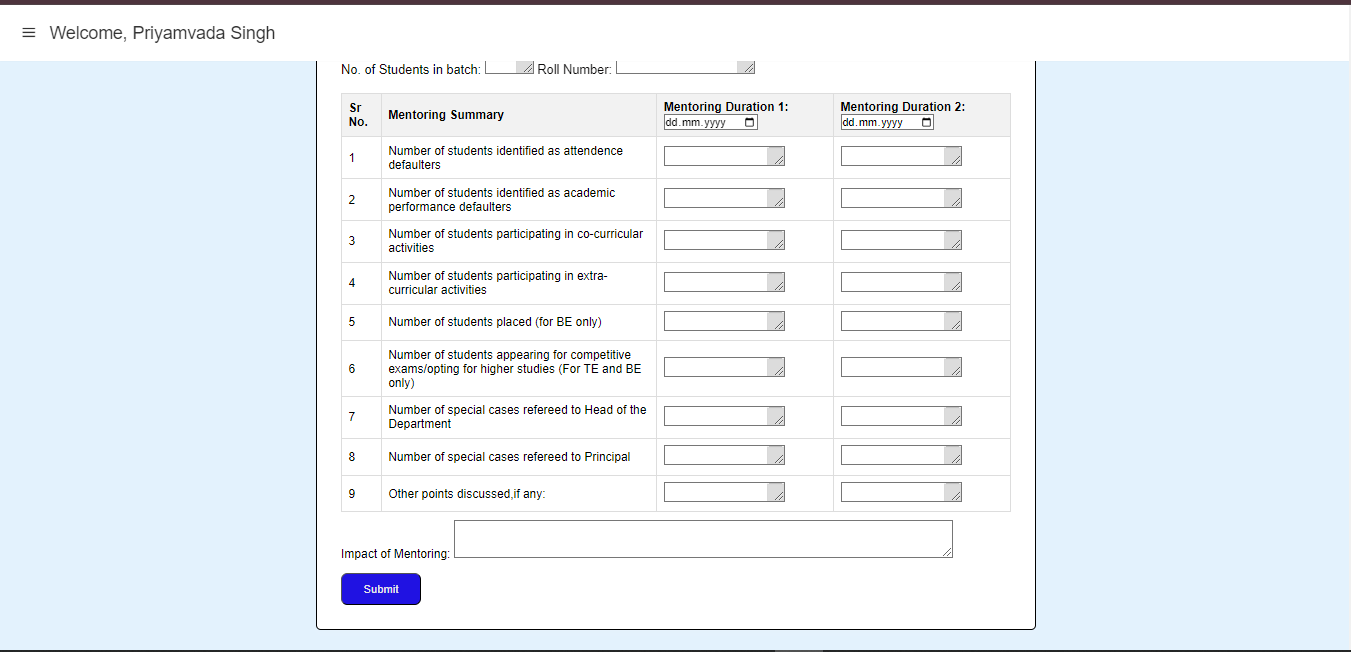 ≡ Welcome, Priyamvada Singh
No. of Students in batch: Roll Number:
Sr No. Mentoring Summary Mentoring Duration 1: Mentoring Duration 2:
dd.mm.yyyy dd.mm.yyyy
1 Number of students identified as attendence
defaulters
2 Number of students identified as academic
performance defaulters
3 Number of students participating in co-curricular
activities
4 Number of students participating in extra-
curricular activities
5 Number of students placed (for BE only)
6 Number of students appearing for competitive
exams/opting for higher studies (For TE and BE
only)
7 Number of special cases refereed to Head of the
Department
8 Number of special cases refereed to Principal
9 Other points discussed,if any:
Impact of Mentoring:
Submit